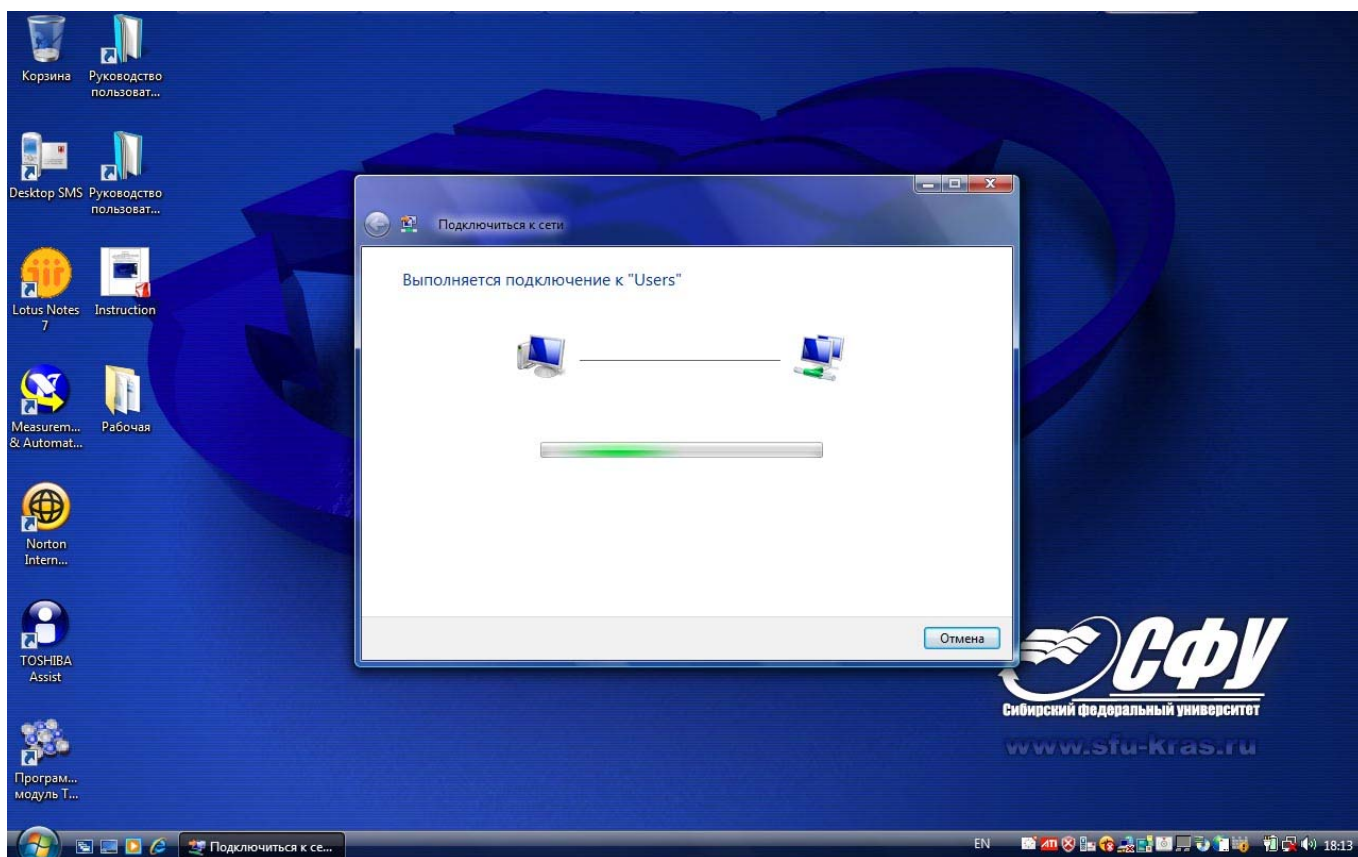 Корзина
Руководство
пользоват...
Desktop SMS
Руководство
пользоват...
Lotus Notes
7
Instruction
Measurem...
& Automat...
Рабочая
Norton
Intern...
TOSHIBA
Assist
Програм...
модуль Т...
Подключиться к сети
Выполняется подключение к "Users"
Отмена
СфУ
Сибирский федеральный университет
www.sfu-kras.ru
Подключиться к се...
EN
ATI
18:13